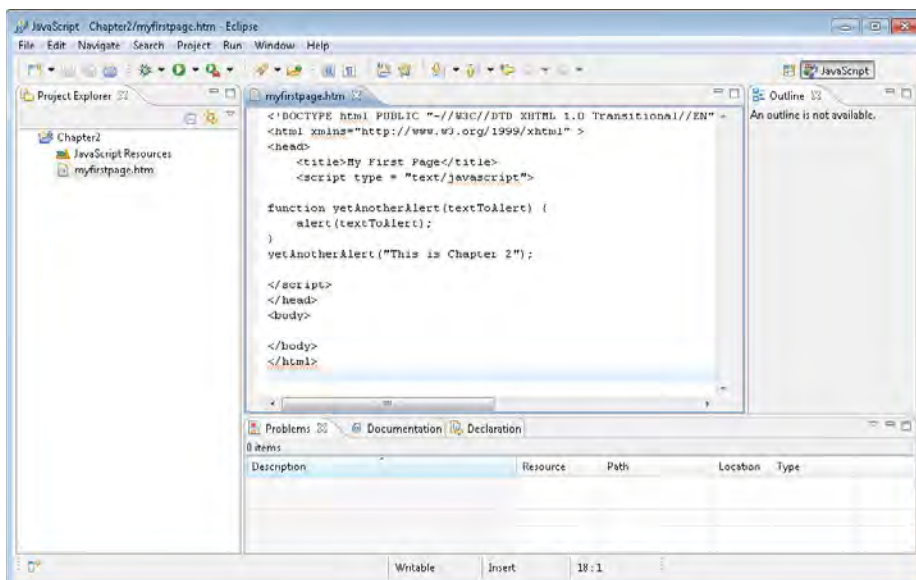 JavaScript - Chapter2/myfirstpage.htm - Eclipse
File Edit Navigate Search Project Run Window Help
JavaScript
Project Explorer
Chapter2
JavaScript Resources
myfirstpage.htm
myfirstpage.htm
<!DOCTYPE html PUBLIC "-//W3C//DTD XHTML 1.0 Transitional//EN"
<html xmlns="http://www.w3.org/1999/xhtml" >
<head>
<title>My First Page</title>
<script type = "text/javascript">
function yetAnotherAlert(textToAlert) {
alert(textToAlert);
}
yetAnotherAlert("This is Chapter 2");
</script>
</head>
<body>
</body>
</html>
Outline
An outline is not available.
Problems Documentation Declaration
0 items
Description Resource Path Location Type
Writable Insert 18 : 1